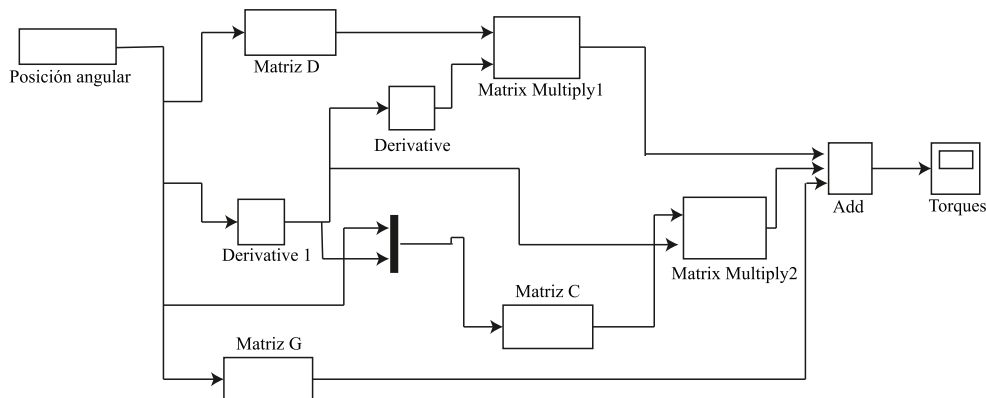 Posición angular
Matriz D
Matrix Multiply1
Derivative
Add
Torques
Derivative 1
Matrix Multiply2
Matriz C
Matriz G